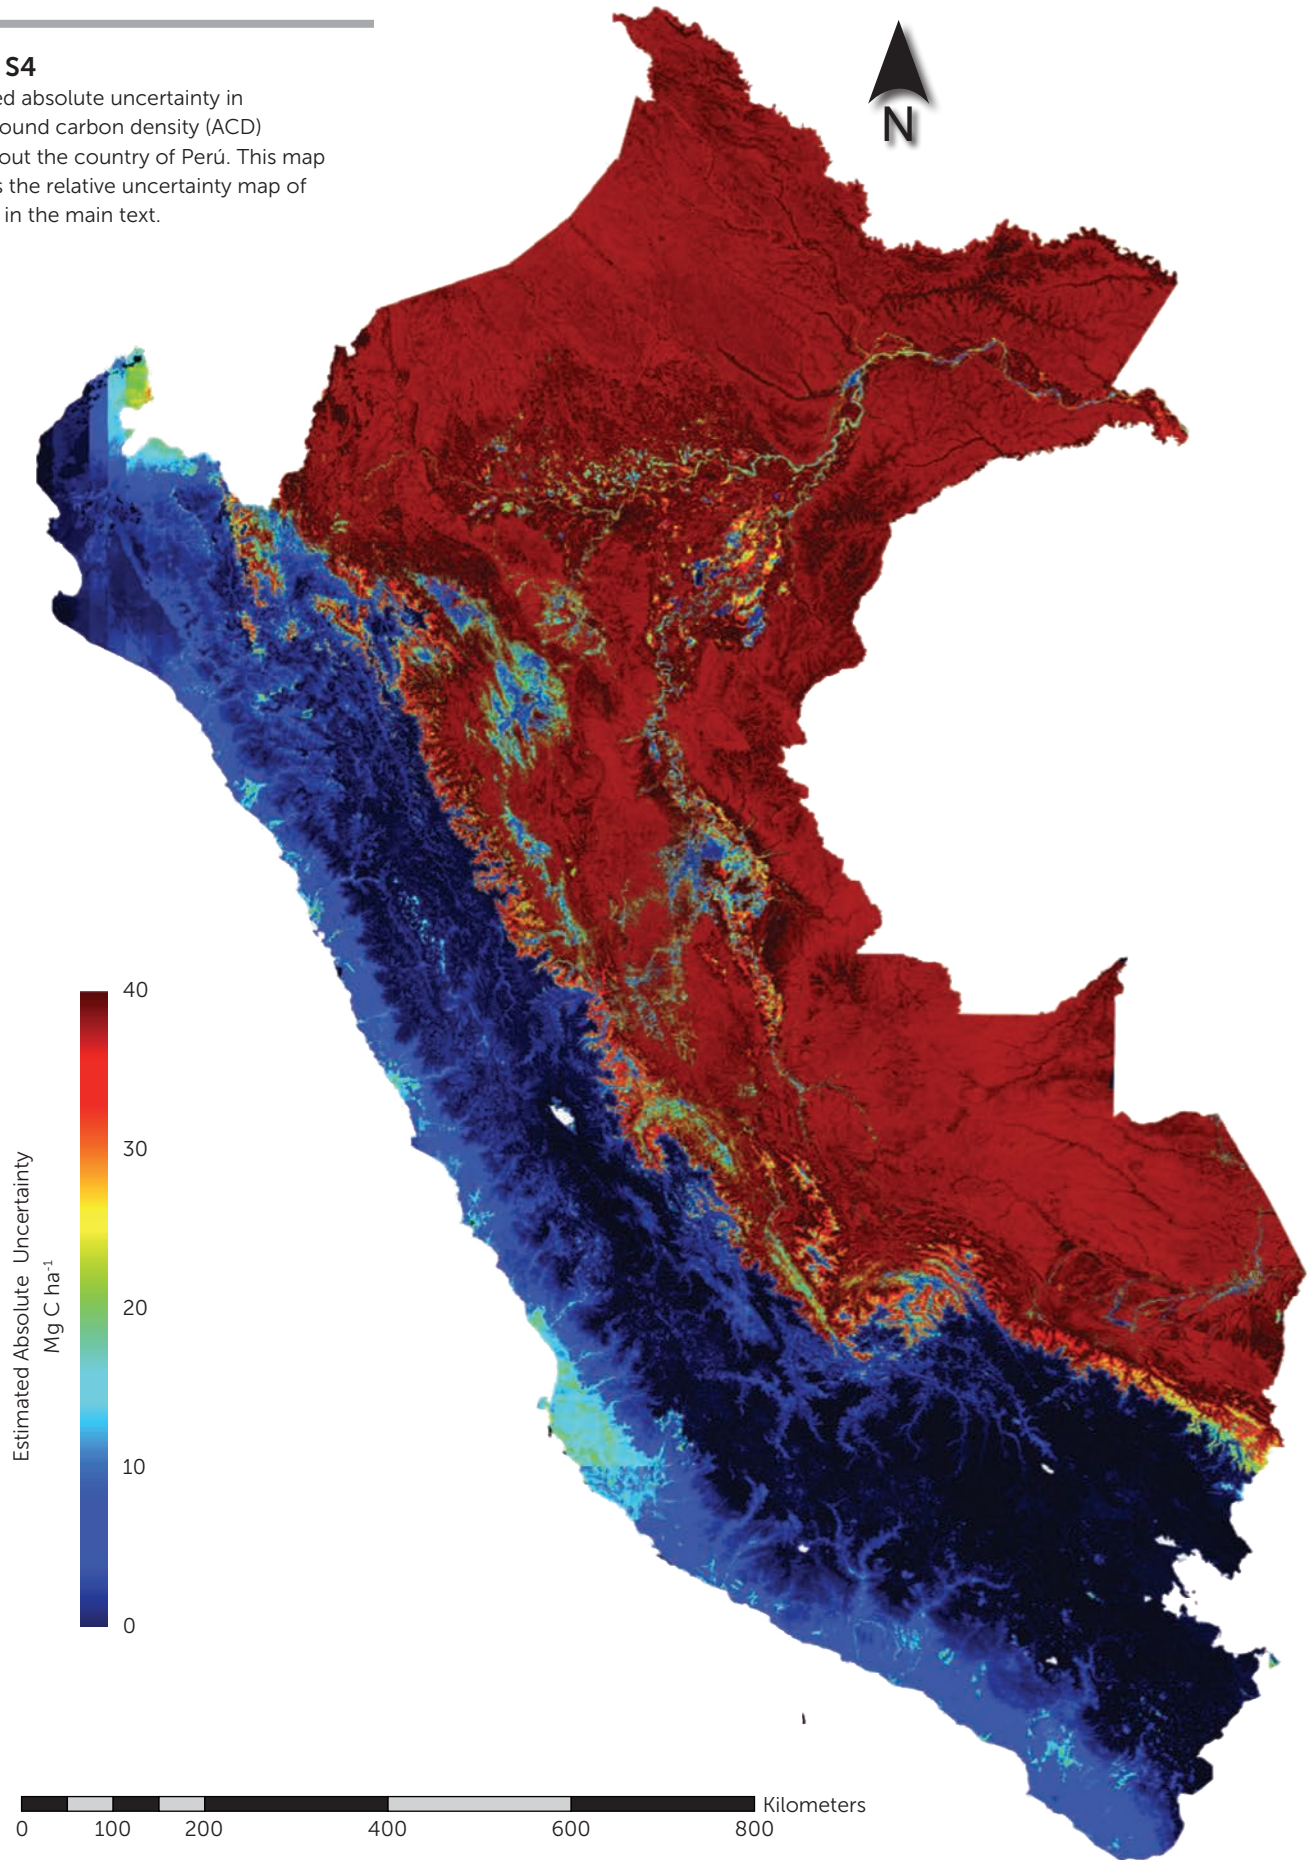 S4
ed absolute uncertainty in
ound carbon density (ACD)
out the country of Perú. This map
s the relative uncertainty map of
in the main text.
N
40
30
20
10
0
Estimated Absolute Uncertainty
Mg C ha⁻¹
Kilometers
0 100 200 400 600 800